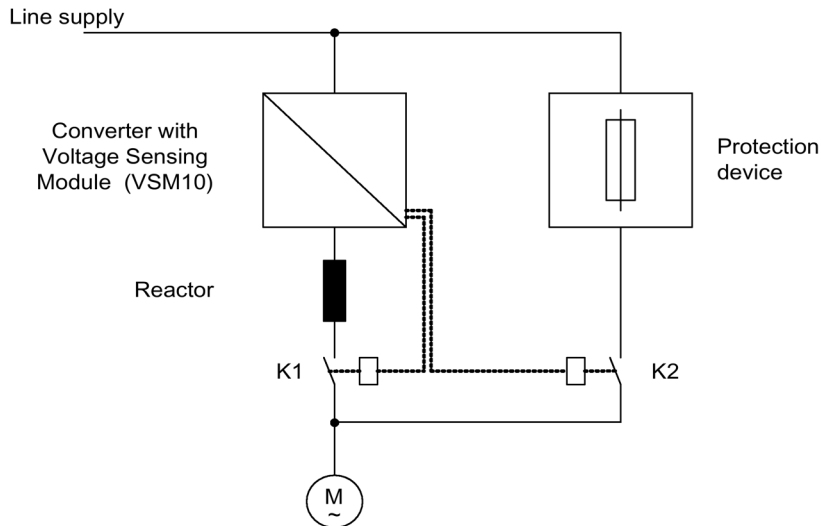 Line supply
Converter with
Voltage Sensing
Module (VSM10)
Protection
device
Reactor
K1
K2
M
~